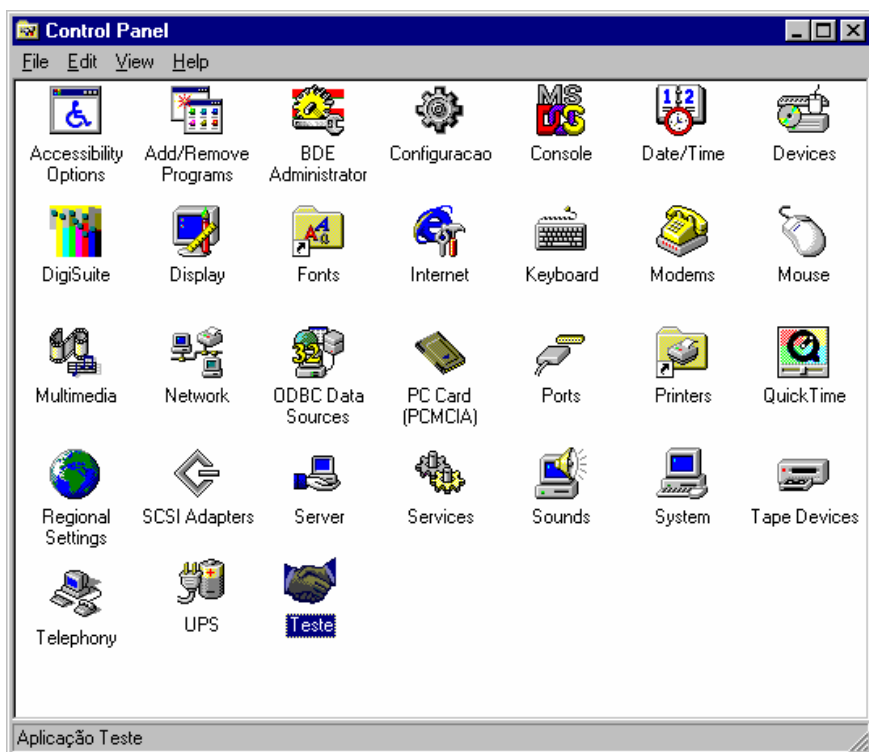 Control Panel
File Edit View Help
Accessibility Options
Add/Remove Programs
BDE Administrator
Configuracao
Console
Date/Time
Devices
DigiSuite
Display
Fonts
Internet
Keyboard
Modems
Mouse
Multimedia
Network
ODBC Data Sources
PC Card (PCMCIA)
Ports
Printers
QuickTime
Regional Settings
SCSI Adapters
Server
Services
Sounds
System
Tape Devices
Telephony
UPS
Teste
Aplicação Teste